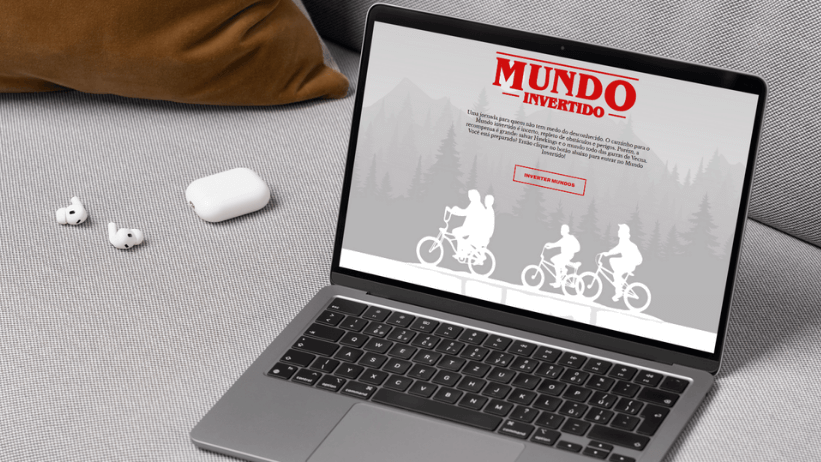 MUNDO
INVERTIDO
Uma jornada para quem não tem medo do desconhecido. O caminho para o
Mundo invertido é incerto, repleto de obstáculos e perigos. Porém, a
recompensa é grande: salvar Hawkings e o mundo todo das garras de Vecna.
Você está preparado? Então clique no botão abaixo para entrar no Mundo
Invertido!
INVERTER MUNDOS